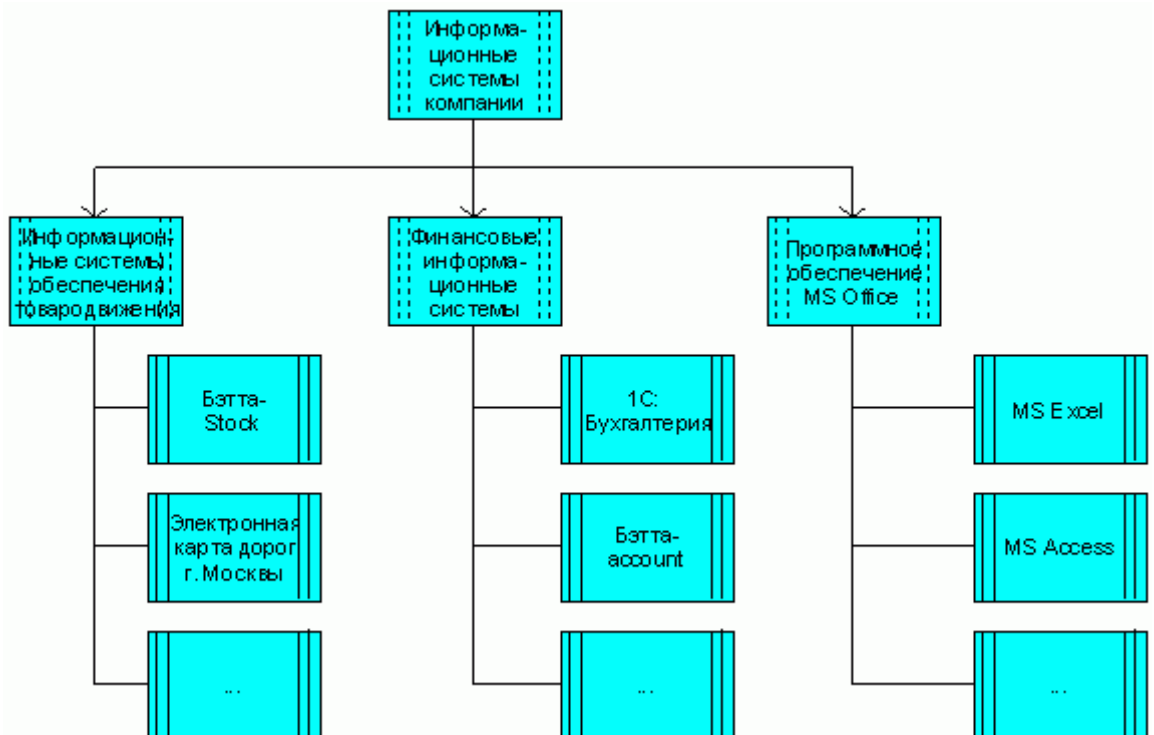 Информа-
ционные
системы
компании
Информацион-
ные системы
обеспечения
товародвижения
Финансовые
информа-
ционные
системы
Программное
обеспечение
MS Office
Бэтта-
Stock
1С:
Бухгалтерия
MS Excel
Электронная
карта дорог
г. Москвы
Бэтта-
account
MS Access
...
...
...